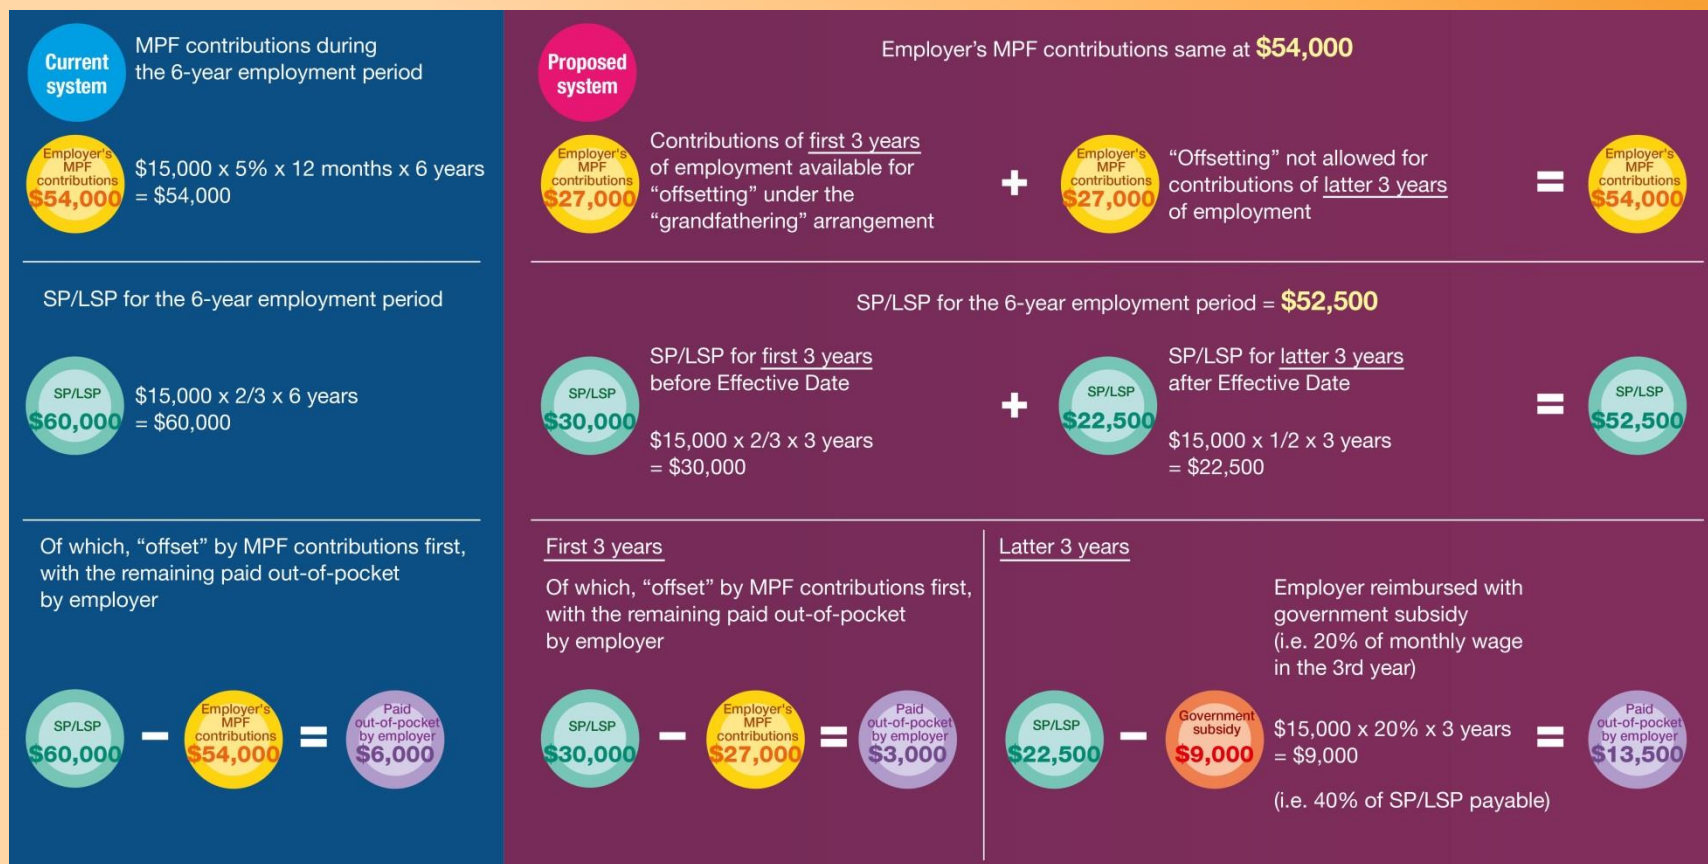 Current
system
MPF contributions during
the 6-year employment period
Employer's
MPF
contributions
$54,000
$15,000 x 5% x 12 months x 6 years
= $54,000
SP/LSP for the 6-year employment period
SP/LSP
$60,000
$15,000 x 2/3 x 6 years
= $60,000
Of which, “offset” by MPF contributions first,
with the remaining paid out-of-pocket
by employer
SP/LSP
$60,000
-
Employer's
MPF
contributions
$54,000
=
Paid
out-of-pocket
by employer
$6,000
Proposed
system
Employer’s MPF contributions same at $54,000
Employer's
MPF
contributions
$27,000
Contributions of first 3 years
of employment available for
“offsetting” under the
“grandfathering” arrangement
+
Employer's
MPF
contributions
$27,000
“Offsetting” not allowed for
contributions of latter 3 years
of employment
=
Employer's
MPF
contributions
$54,000
SP/LSP for the 6-year employment period = $52,500
SP/LSP
$30,000
SP/LSP for first 3 years
before Effective Date
$15,000 x 2/3 x 3 years
= $30,000
+
SP/LSP
$22,500
SP/LSP for latter 3 years
after Effective Date
$15,000 x 1/2 x 3 years
= $22,500
=
SP/LSP
$52,500
First 3 years
Of which, “offset” by MPF contributions first,
with the remaining paid out-of-pocket
by employer
SP/LSP
$30,000
-
Employer's
MPF
contributions
$27,000
=
Paid
out-of-pocket
by employer
$3,000
Latter 3 years
Employer reimbursed with
government subsidy
(i.e. 20% of monthly wage
in the 3rd year)
SP/LSP
$22,500
-
Government
subsidy
$9,000
$15,000 x 20% x 3 years
= $9,000
(i.e. 40% of SP/LSP payable)
=
Paid
out-of-pocket
by employer
$13,500